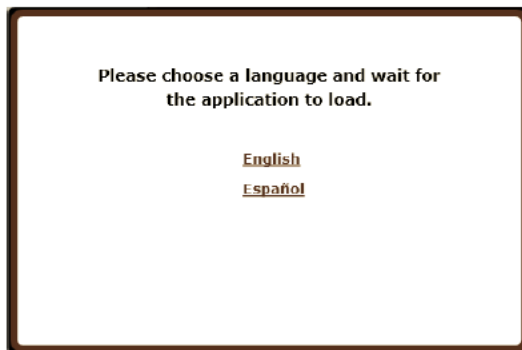 Please choose a language and wait for
the application to load.
English
Español